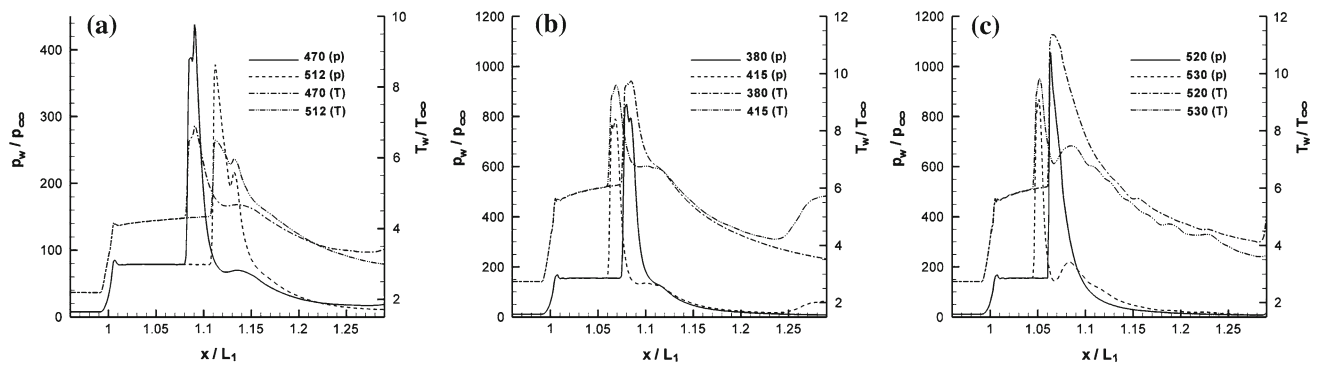 (a)
470 (p)
512 (p)
470 (T)
512 (T)
p_w / p_∞
T_w / T_∞
x / L_1
0
100
200
300
400
2
4
6
8
10
1
1.05
1.1
1.15
1.2
1.25
(b)
380 (p)
415 (p)
380 (T)
415 (T)
p_w / p_∞
T_w / T_∞
x / L_1
0
200
400
600
800
1000
1200
2
4
6
8
10
12
1
1.05
1.1
1.15
1.2
1.25
(c)
520 (p)
530 (p)
520 (T)
530 (T)
p_w / p_∞
T_w / T_∞
x / L_1
0
200
400
600
800
1000
1200
2
4
6
8
10
12
1
1.05
1.1
1.15
1.2
1.25